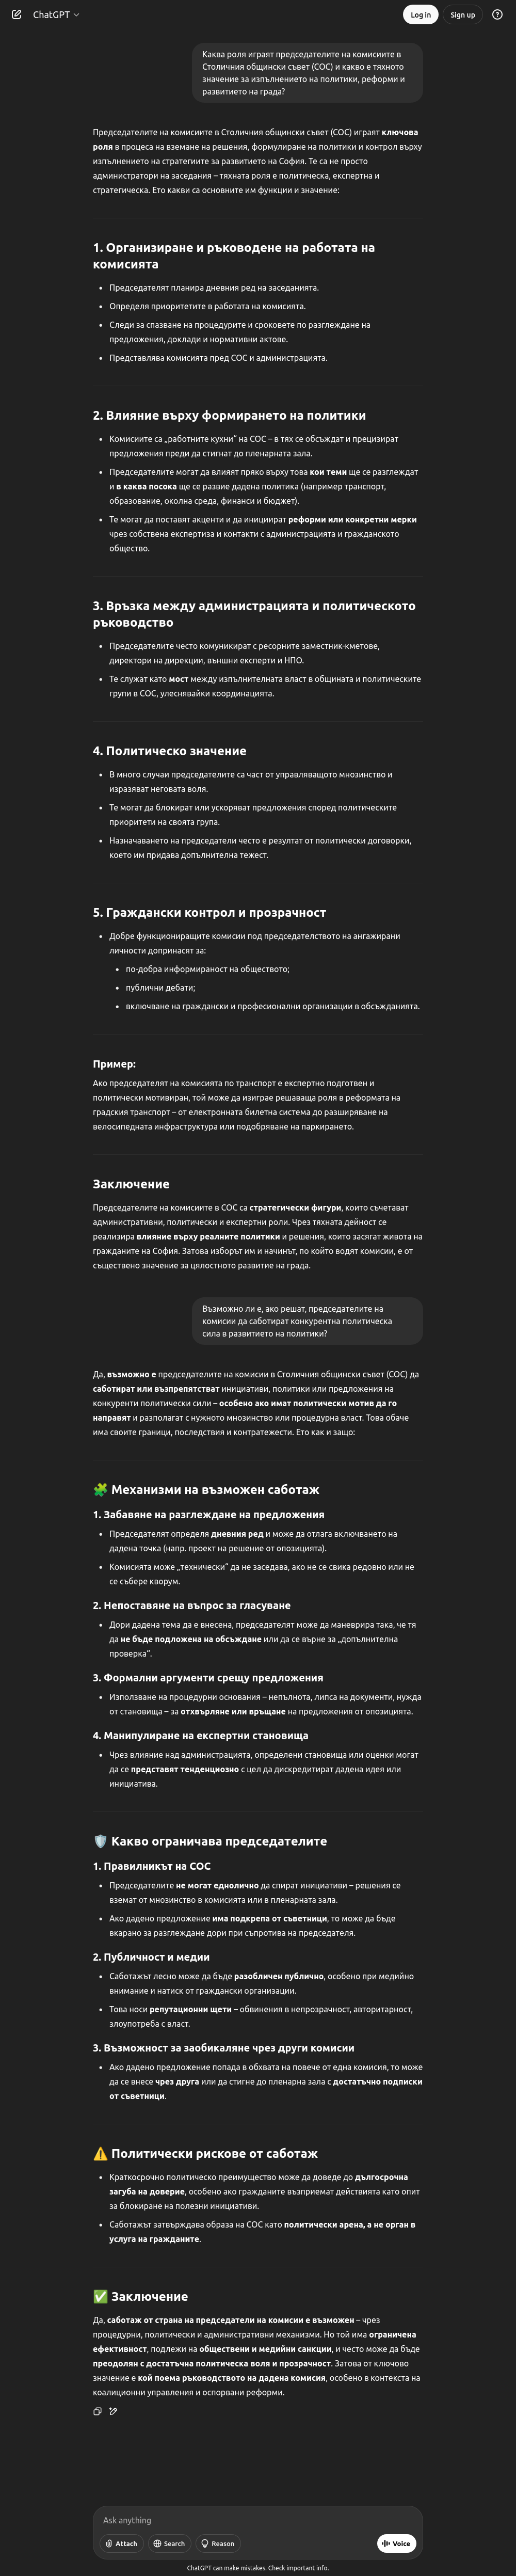 ChatGPT
Log in
Sign up
Каква роля играят председателите на комисиите в
Столичния общински съвет (СОС) и какво е тяхното
значение за изпълнението на политики, реформи и
развитието на града?
Председателите на комисиите в Столичния общински съвет (СОС) играят ключова
роля в процеса на вземане на решения, формулиране на политики и контрол върху
изпълнението на стратегиите за развитието на София. Те са не просто
администратори на заседания – тяхната роля е политическа, експертна и
стратегическа. Ето какви са основните им функции и значение:
1. Организиране и ръководене на работата на
комисията
• Председателят планира дневния ред на заседанията.
• Определя приоритетите в работата на комисията.
• Следи за спазване на процедурите и сроковете по разглеждане на
предложения, доклади и нормативни актове.
• Представлява комисията пред СОС и администрацията.
2. Влияние върху формирането на политики
• Комисиите са „работните кухни“ на СОС – в тях се обсъждат и прецизират
предложения преди да стигнат до пленарната зала.
• Председателите могат да влияят пряко върху това кои теми ще се разглеждат
и в каква посока ще се развие дадена политика (например транспорт,
образование, околна среда, финанси и бюджет).
• Те могат да поставят акценти и да инициират реформи или конкретни мерки
чрез собствена експертиза и контакти с администрацията и гражданското
общество.
3. Връзка между администрацията и политическото
ръководство
• Председателите често комуникират с ресорните заместник-кметове,
директори на дирекции, външни експерти и НПО.
• Те служат като мост между изпълнителната власт в общината и политическите
групи в СОС, улеснявайки координацията.
4. Политическо значение
• В много случаи председателите са част от управляващото мнозинство и
изразяват неговата воля.
• Те могат да блокират или ускоряват предложения според политическите
приоритети на своята група.
• Назначаването на председатели често е резултат от политически договорки,
което им придава допълнителна тежест.
5. Граждански контрол и прозрачност
• Добре функциониращите комисии под председателството на ангажирани
личности допринасят за:
• по-добра информираност на обществото;
• публични дебати;
• включване на граждански и професионални организации в обсъжданията.
Пример:
Ако председателят на комисията по транспорт е експертно подготвен и
политически мотивиран, той може да изиграе решаваща роля в реформата на
градския транспорт – от електронната билетна система до разширяване на
велосипедната инфраструктура или подобряване на паркирането.
Заключение
Председателите на комисиите в СОС са стратегически фигури, които съчетават
административни, политически и експертни роли. Чрез тяхната дейност се
реализира влияние върху реалните политики и решения, които засягат живота на
гражданите на София. Затова изборът им и начинът, по който водят комисии, е от
съществено значение за цялостното развитие на града.
Възможно ли е, ако решат, председателите на
комисии да саботират конкурентна политическа
сила в развитието на политики?
Да, възможно е председателите на комисии в Столичния общински съвет (СОС) да
саботират или възпрепятстват инициативи, политики или предложения на
конкуренти политически сили – особено ако имат политически мотив да го
направят и разполагат с нужното мнозинство или процедурна власт. Това обаче
има своите граници, последствия и контратежести. Ето как и защо:
🧩 Механизми на възможен саботаж
1. Забавяне на разглеждане на предложения
• Председателят определя дневния ред и може да отлага включването на
дадена точка (напр. проект на решение от опозицията).
• Комисията може „технически“ да не заседава, ако не се свика редовно или не
се събере кворум.
2. Непоставяне на въпрос за гласуване
• Дори дадена тема да е внесена, председателят може да маневрира така, че тя
да не бъде подложена на обсъждане или да се върне за „допълнителна
проверка“.
3. Формални аргументи срещу предложения
• Използване на процедурни основания – непълнота, липса на документи, нужда
от становища – за отхвърляне или връщане на предложения от опозицията.
4. Манипулиране на експертни становища
• Чрез влияние над администрацията, определени становища или оценки могат
да се представят тенденциозно с цел да дискредитират дадена идея или
инициатива.
🛡️ Какво ограничава председателите
1. Правилникът на СОС
• Председателите не могат еднолично да спират инициативи – решения се
вземат от мнозинство в комисията или в пленарната зала.
• Ако дадено предложение има подкрепа от съветници, то може да бъде
вкарано за разглеждане дори при съпротива на председателя.
2. Публичност и медии
• Саботажът лесно може да бъде разобличен публично, особено при медийно
внимание и натиск от граждански организации.
• Това носи репутационни щети – обвинения в непрозрачност, авторитарност,
злоупотреба с власт.
3. Възможност за заобикаляне чрез други комисии
• Ако дадено предложение попада в обхвата на повече от една комисия, то може
да се внесе чрез друга или да стигне до пленарна зала с достатъчно подписки
от съветници.
⚠️ Политически рискове от саботаж
• Краткосрочно политическо преимущество може да доведе до дългосрочна
загуба на доверие, особено ако гражданите възприемат действията като опит
за блокиране на полезни инициативи.
• Саботажът затвърждава образа на СОС като политически арена, а не орган в
услуга на гражданите.
✅ Заключение
Да, саботаж от страна на председатели на комисии е възможен – чрез
процедурни, политически и административни механизми. Но той има ограничена
ефективност, подлежи на обществени и медийни санкции, и често може да бъде
преодолян с достатъчна политическа воля и прозрачност. Затова от ключово
значение е кой поема ръководството на дадена комисия, особено в контекста на
коалиционни управления и оспорвани реформи.
Ask anything
Attach
Search
Reason
Voice
ChatGPT can make mistakes. Check important info.